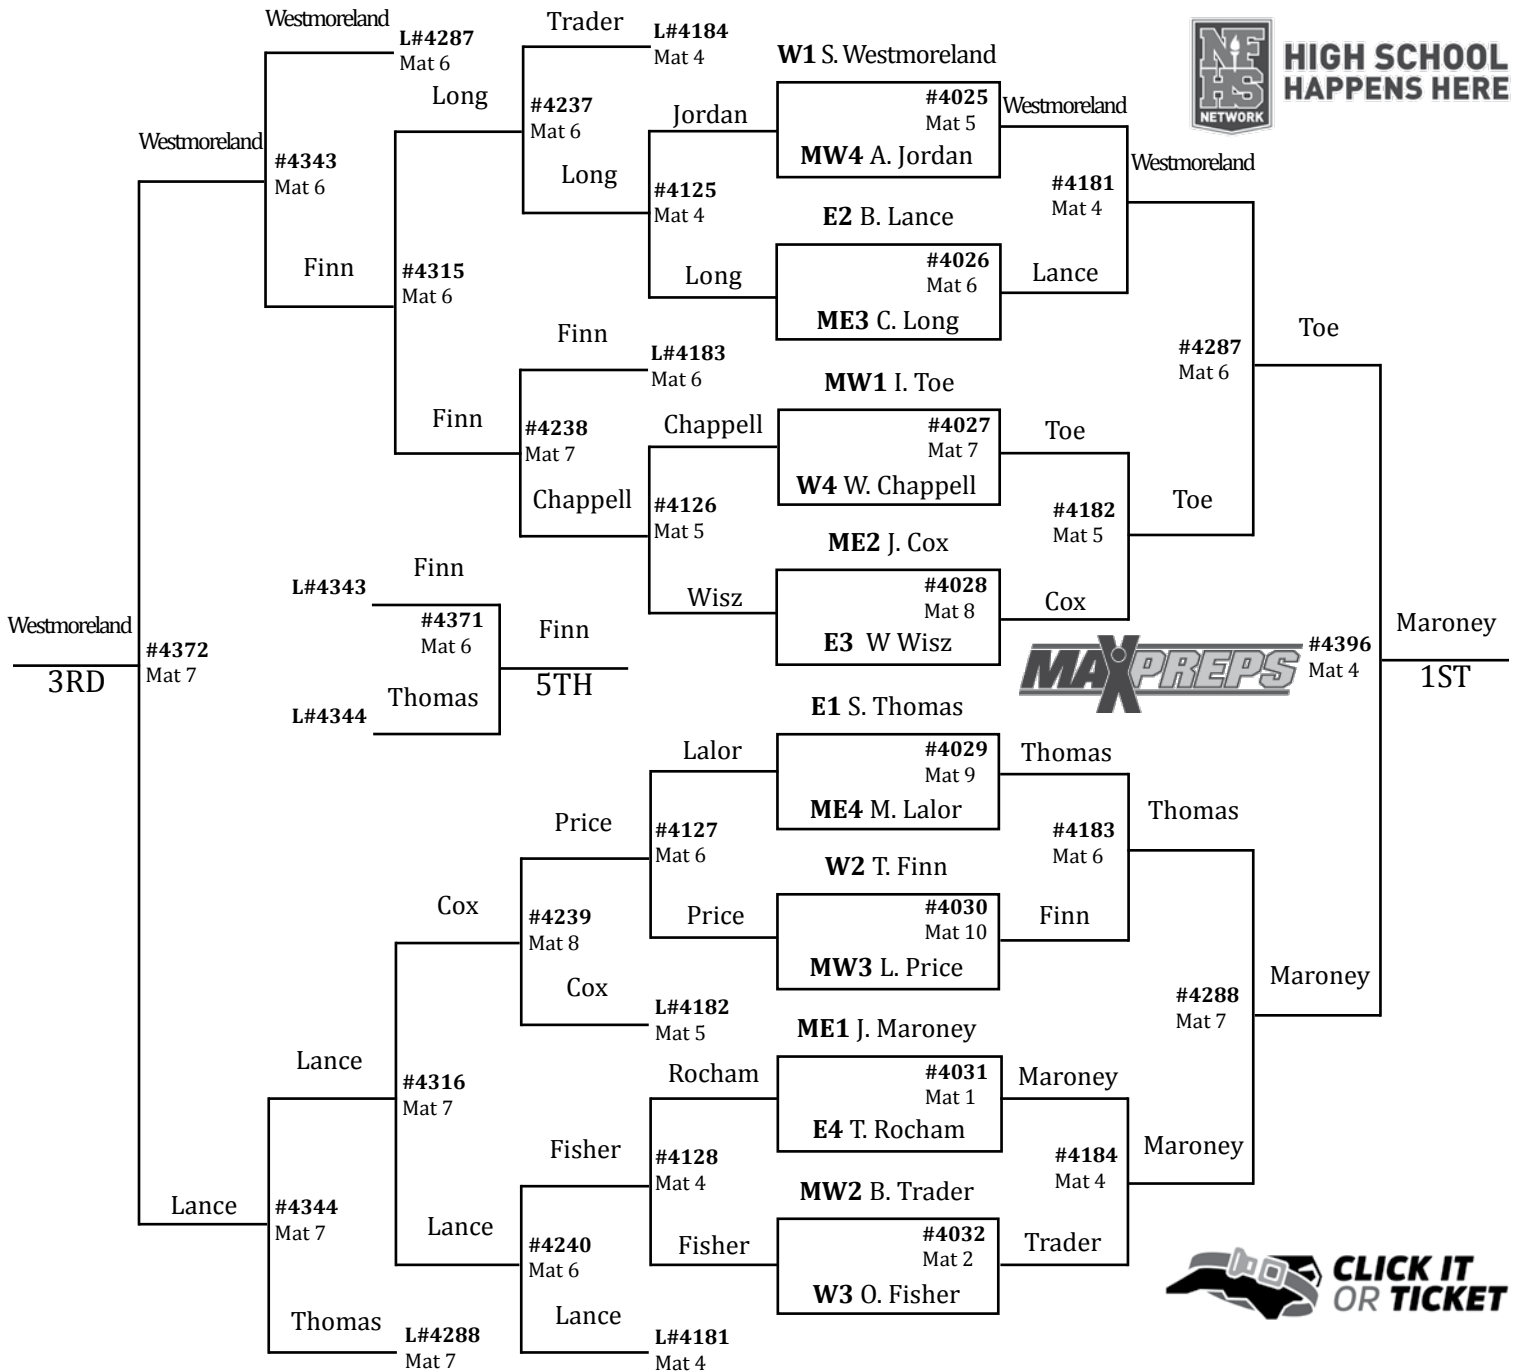 Westmoreland
L#4287
Mat 6
Trader
L#4184
Mat 4
W1 S. Westmoreland
NFHS
NETWORK
HIGH SCHOOL
HAPPENS HERE
Long
#4237
Mat 6
Jordan
#4025
Mat 5
Westmoreland
Westmoreland
#4343
Mat 6
MW4 A. Jordan
Westmoreland
Long
#4125
Mat 4
#4181
Mat 4
E2 B. Lance
Finn
#4315
Mat 6
Long
#4026
Mat 6
Lance
ME3 C. Long
Finn
L#4183
Mat 6
Toe
#4287
Mat 6
MW1 I. Toe
Finn
#4238
Mat 7
Chappell
#4027
Mat 7
Toe
W4 W. Chappell
Chappell
#4126
Mat 5
#4182
Mat 5
Toe
ME2 J. Cox
Finn
L#4343
Wisz
#4028
Mat 8
Cox
Westmoreland
3RD
#4372
Mat 7
#4371
Mat 6
Finn
5TH
E3 W Wisz
MAXPREPS
#4396
Mat 4
Maroney
1ST
Thomas
L#4344
E1 S. Thomas
Lalor
#4029
Mat 9
Thomas
ME4 M. Lalor
Price
#4127
Mat 6
#4183
Mat 6
Thomas
W2 T. Finn
Cox
#4239
Mat 8
Price
#4030
Mat 10
Finn
MW3 L. Price
Cox
L#4182
Mat 5
#4288
Mat 7
Maroney
ME1 J. Maroney
Lance
#4316
Mat 7
Rocham
#4031
Mat 1
Maroney
E4 T. Rocham
Fisher
#4128
Mat 4
#4184
Mat 4
Maroney
MW2 B. Trader
Lance
#4344
Mat 7
Lance
#4240
Mat 6
Fisher
#4032
Mat 2
Trader
W3 O. Fisher
Thomas
L#4288
Mat 7
Lance
L#4181
Mat 4
CLICK IT
OR TICKET